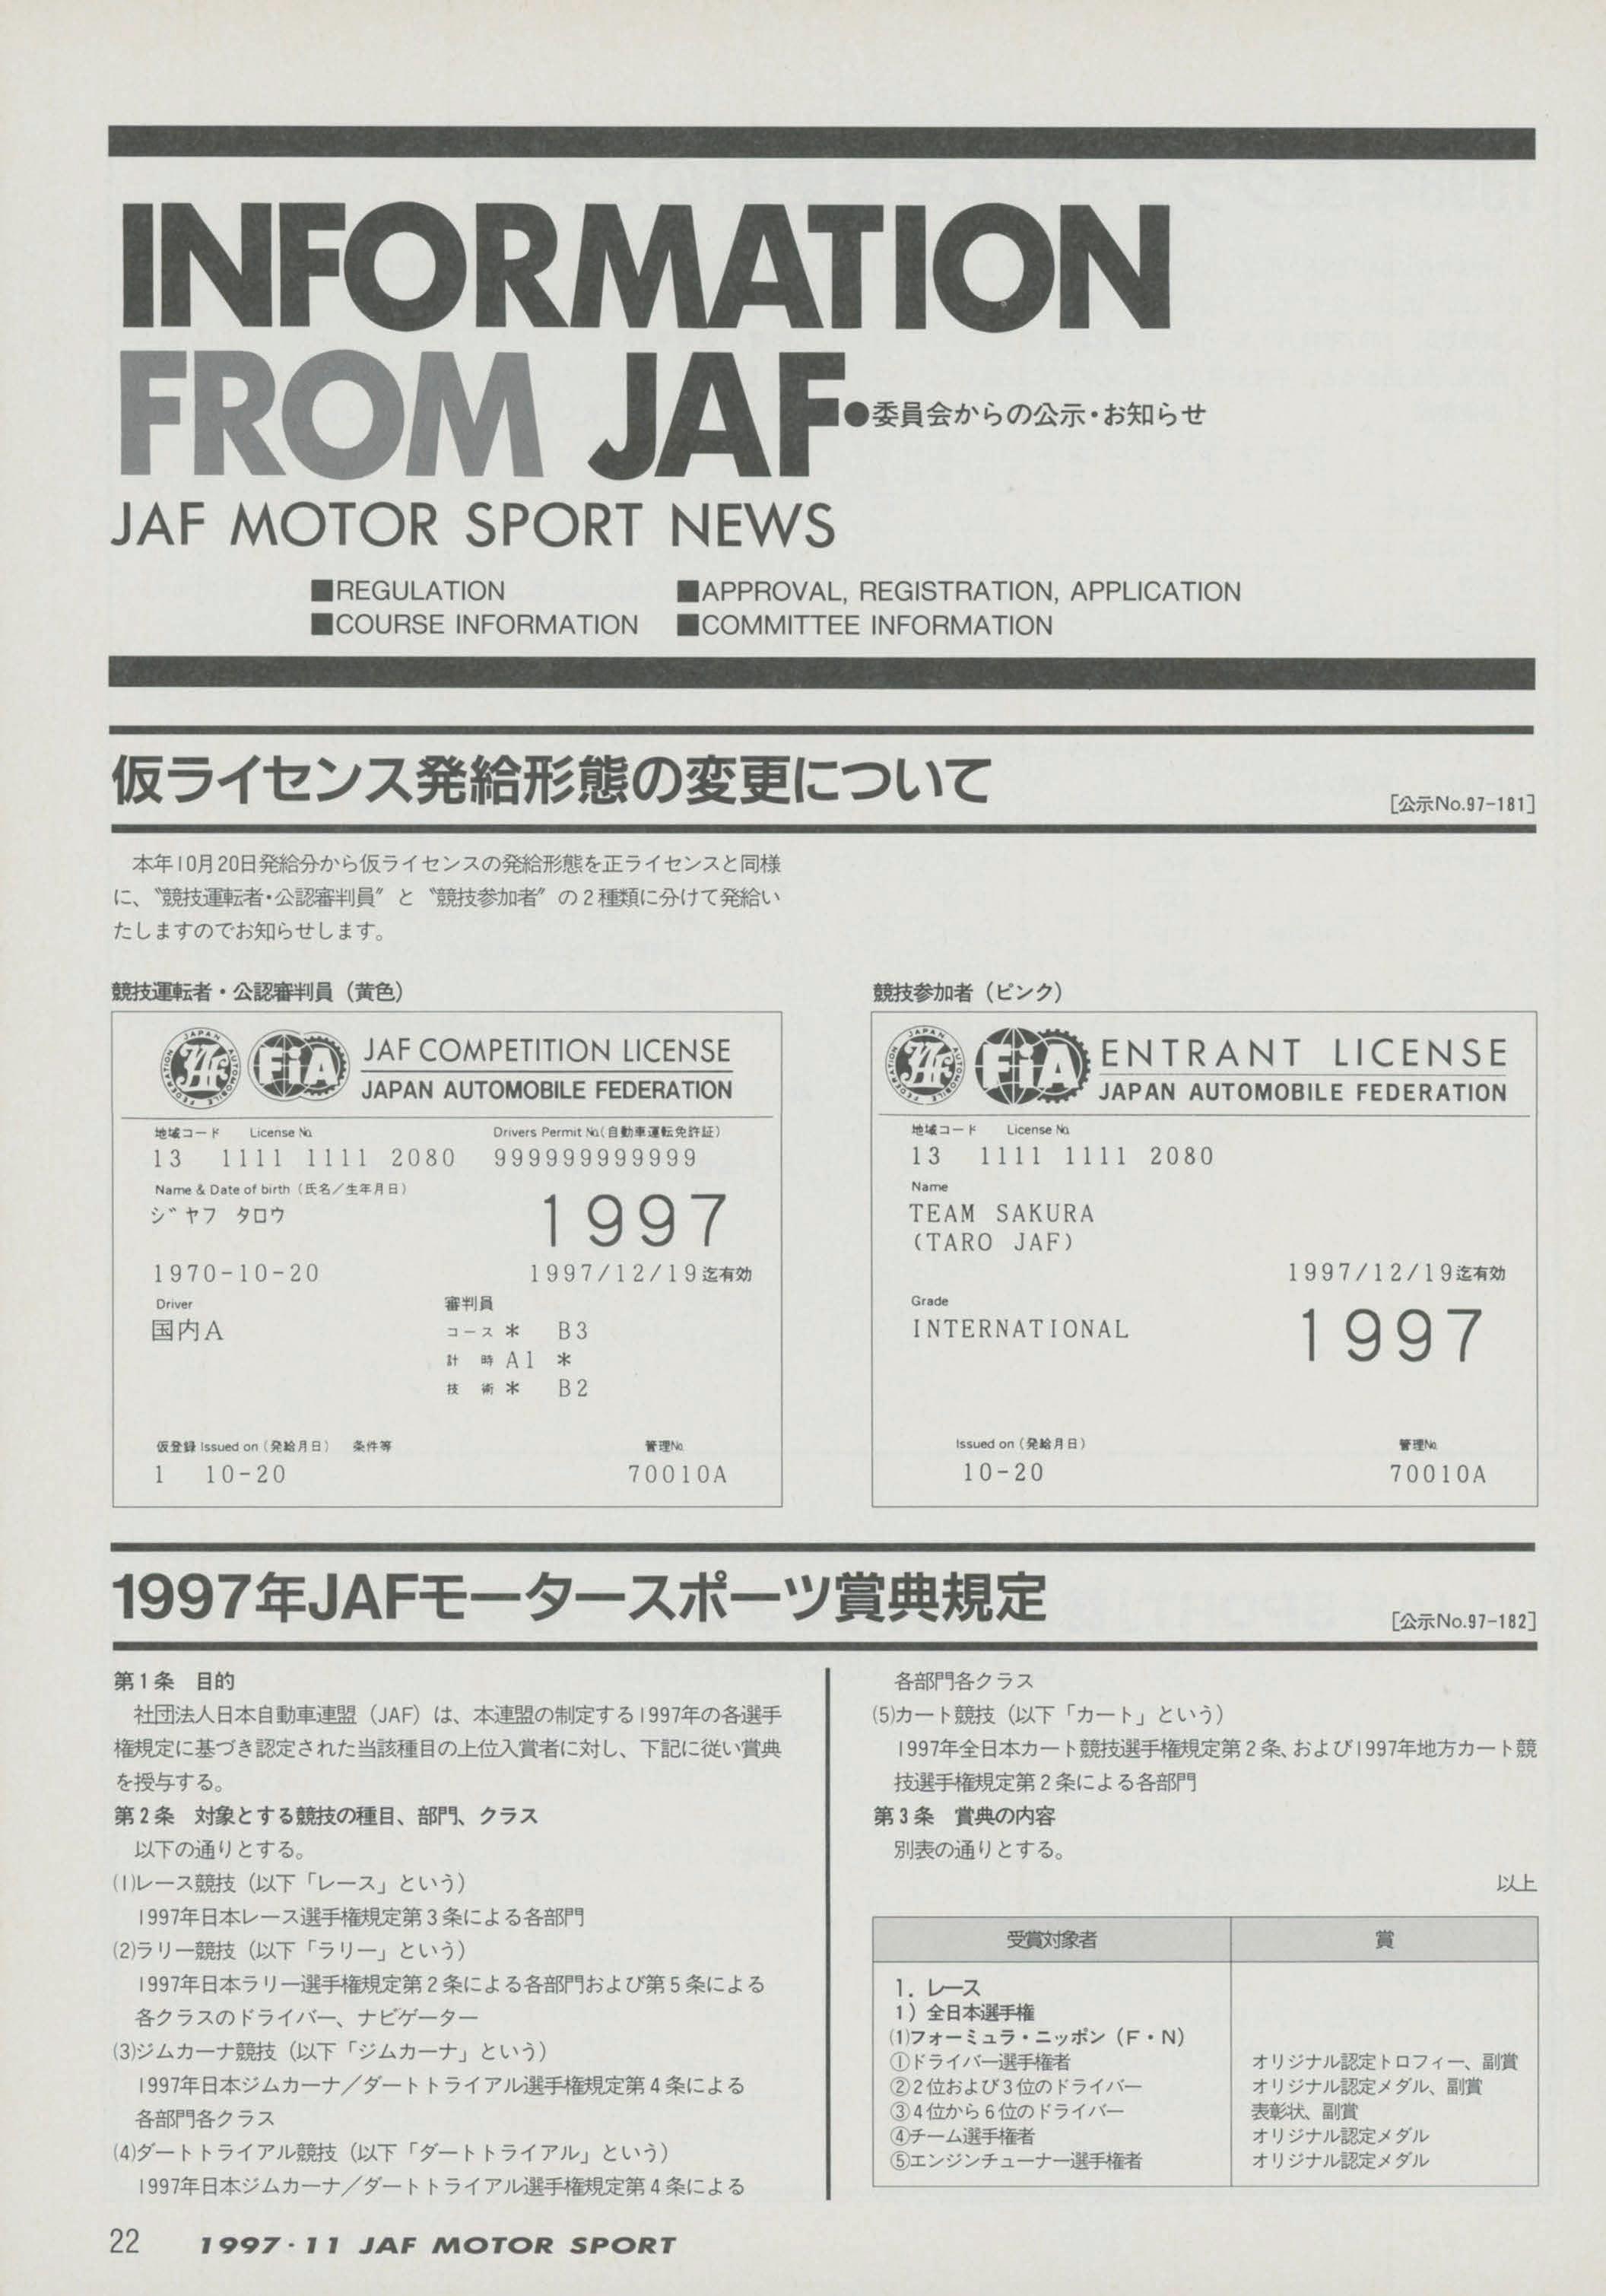 INFORMATION
FROM JAF●委員会からの公示・お知らせ
JAF MOTOR SPORT NEWS
■REGULATION ■APPROVAL, REGISTRATION, APPLICATION
■COURSE INFORMATION ■COMMITTEE INFORMATION
仮ライセンス発給形態の変更について
[公示No.97-181]
本年10月20日発給分から仮ライセンスの発給形態を正ライセンスと同様
に、〝競技運転者・公認審判員〞と〝競技参加者〞の2種類に分けて発給い
たしますのでお知らせします。
競技運転者・公認審判員（黄色）
JAPAN AUTOMOBILE FEDERATION JAF FiA
JAF COMPETITION LICENSE
JAPAN AUTOMOBILE FEDERATION
地域コード License № Drivers Permit №(自動車運転免許証)
13 1111 1111 2080 999999999999
Name & Date of birth（氏名／生年月日）
ジヤフ タロウ 1997
1970-10-20 1997/12/19迄有効
Driver 審判員
国内A コース ＊ B3
計 時 A1 ＊
技 術 ＊ B2
仮登録 Issued on（発給月日） 条件等 管理№
1 10-20 70010A
競技参加者（ピンク）
JAPAN AUTOMOBILE FEDERATION JAF FiA
ENTRANT LICENSE
JAPAN AUTOMOBILE FEDERATION
地域コード License №
13 1111 1111 2080
Name
TEAM SAKURA
(TARO JAF)
1997/12/19迄有効
Grade
INTERNATIONAL 1997
Issued on（発給月日） 管理№
10-20 70010A
1997年JAFモータースポーツ賞典規定
[公示No.97-182]
第1条 目的
社団法人日本自動車連盟（JAF）は、本連盟の制定する1997年の各選手
権規定に基づき認定された当該種目の上位入賞者に対し、下記に従い賞典
を授与する。
第2条 対象とする競技の種目、部門、クラス
以下の通りとする。
(1)レース競技（以下「レース」という）
1997年日本レース選手権規定第3条による各部門
(2)ラリー競技（以下「ラリー」という）
1997年日本ラリー選手権規定第2条による各部門および第5条による
各クラスのドライバー、ナビゲーター
(3)ジムカーナ競技（以下「ジムカーナ」という）
1997年日本ジムカーナ／ダートトライアル選手権規定第4条による
各部門各クラス
(4)ダートトライアル競技（以下「ダートトライアル」という）
1997年日本ジムカーナ／ダートトライアル選手権規定第4条による
各部門各クラス
(5)カート競技（以下「カート」という）
1997年全日本カート競技選手権規定第2条、および1997年地方カート競
技選手権規定第2条による各部門
第3条 賞典の内容
別表の通りとする。
以上
受賞対象者 賞
1．レース
1）全日本選手権
(1)フォーミュラ・ニッポン（F・N）
①ドライバー選手権者 オリジナル認定トロフィー、副賞
②2位および3位のドライバー オリジナル認定メダル、副賞
③4位から6位のドライバー 表彰状、副賞
④チーム選手権者 オリジナル認定メダル
⑤エンジンチューナー選手権者 オリジナル認定メダル
22 1997・11 JAF MOTOR SPORT